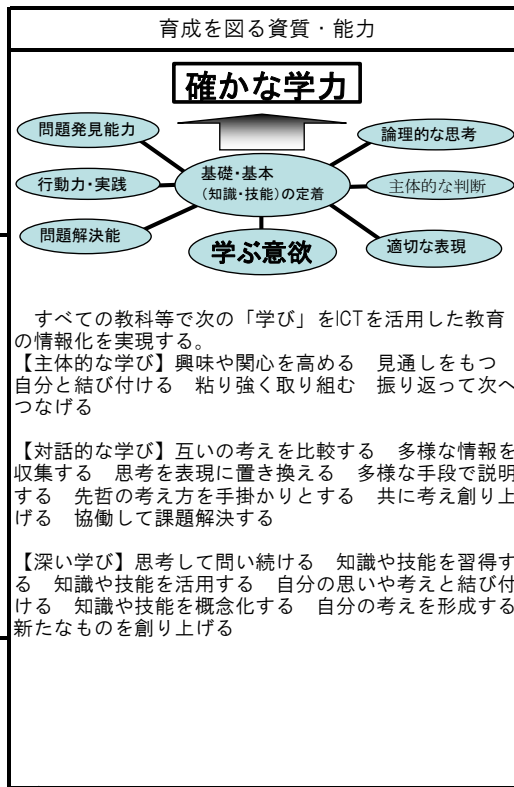 育成を図る資質・能力
確かな学力
問題発見能力
論理的な思考
基礎・基本
（知識・技能）の定着
行動力・実践
主体的な判断
問題解決能
学ぶ意欲
適切な表現
　すべての教科等で次の「学び」をICTを活用した教育
の情報化を実現する。
【主体的な学び】興味や関心を高める　見通しをもつ
自分と結び付ける　粘り強く取り組む　振り返って次へ
つなげる
【対話的な学び】互いの考えを比較する　多様な情報を
収集する　思考を表現に置き換える　多様な手段で説明
する　先哲の考え方を手掛かりとする　共に考え創り上
げる　協働して課題解決する
【深い学び】思考して問い続ける　知識や技能を習得す
る　知識や技能を活用する　自分の思いや考えと結び付
ける　知識や技能を概念化する　自分の考えを形成する
新たなものを創り上げる